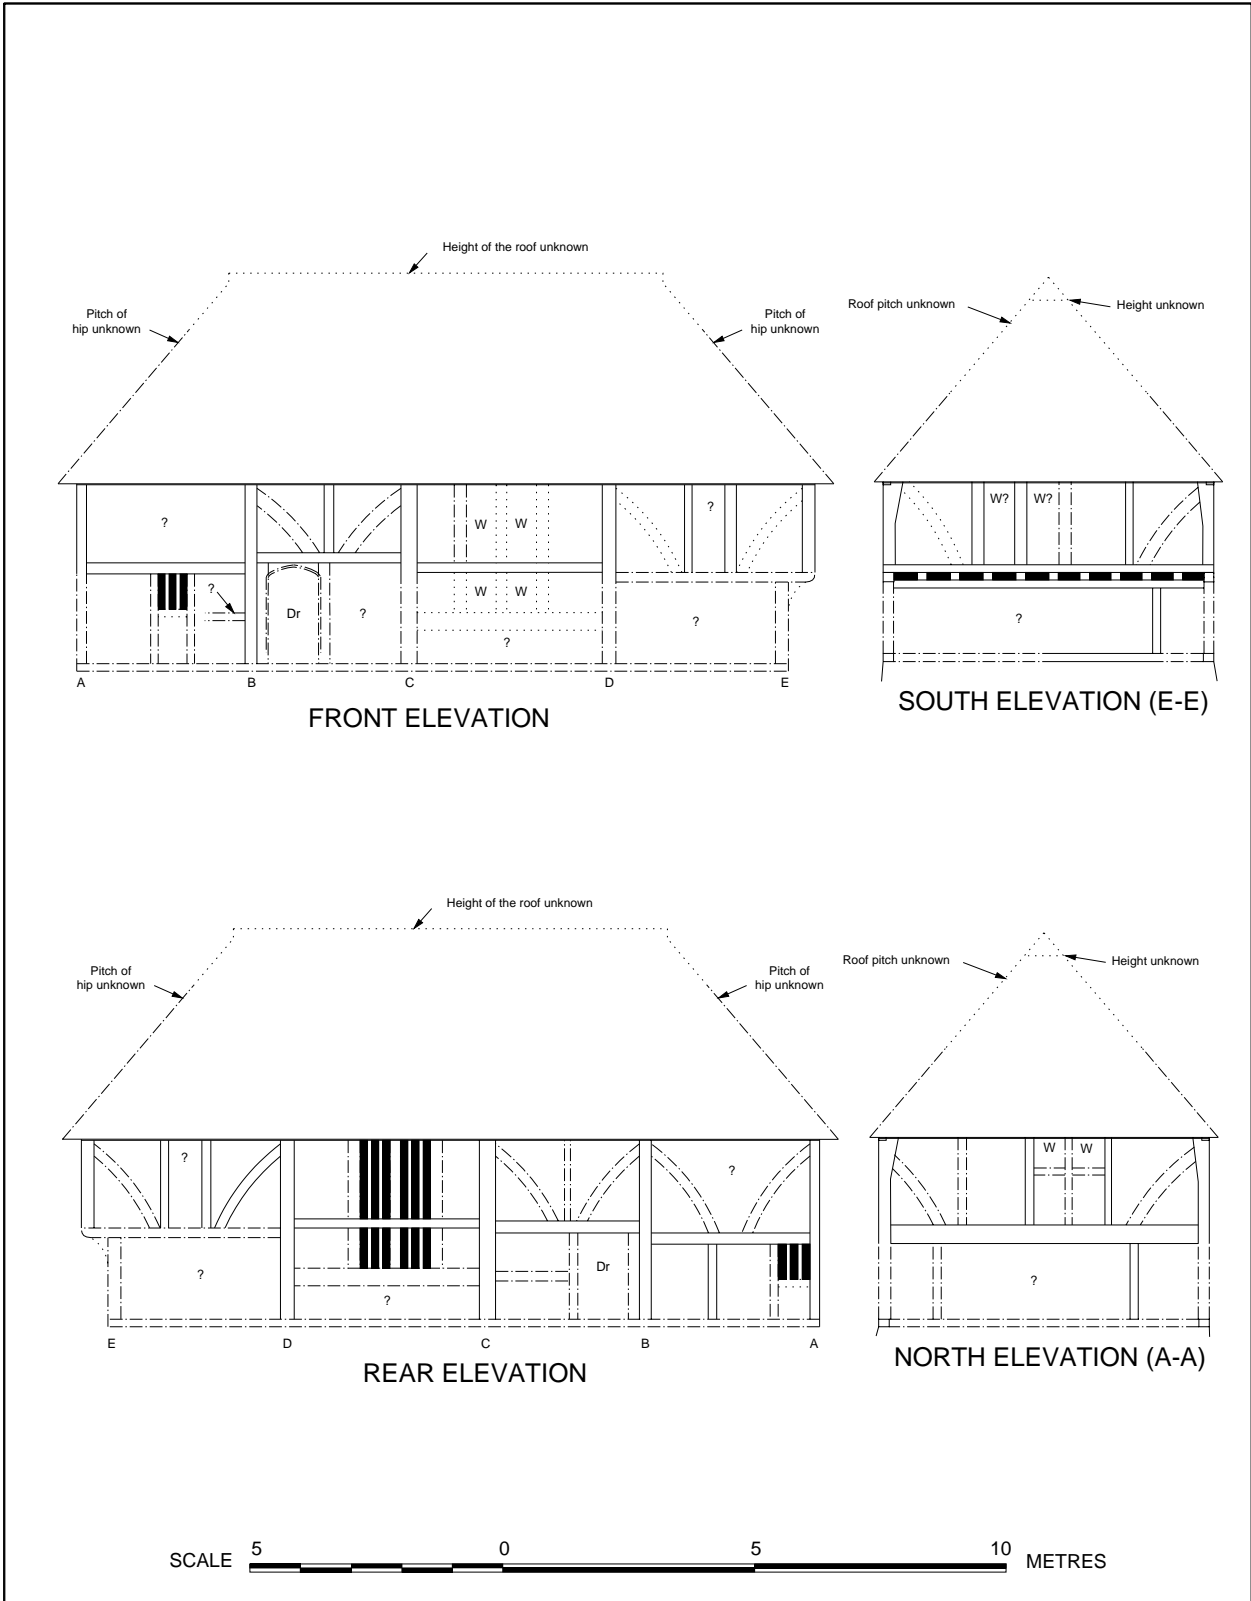 Height of the roof unknown
Pitch of
hip unknown
Pitch of
hip unknown
?
?
Dr
?
W W
W W
?
?
?
A B C D E
FRONT ELEVATION
Roof pitch unknown
Height unknown
W? W?
?
SOUTH ELEVATION (E-E)
Height of the roof unknown
Pitch of
hip unknown
Pitch of
hip unknown
?
?
?
Dr
?
E D C B A
REAR ELEVATION
Roof pitch unknown
Height unknown
W W
?
NORTH ELEVATION (A-A)
SCALE 5 0 5 10 METRES